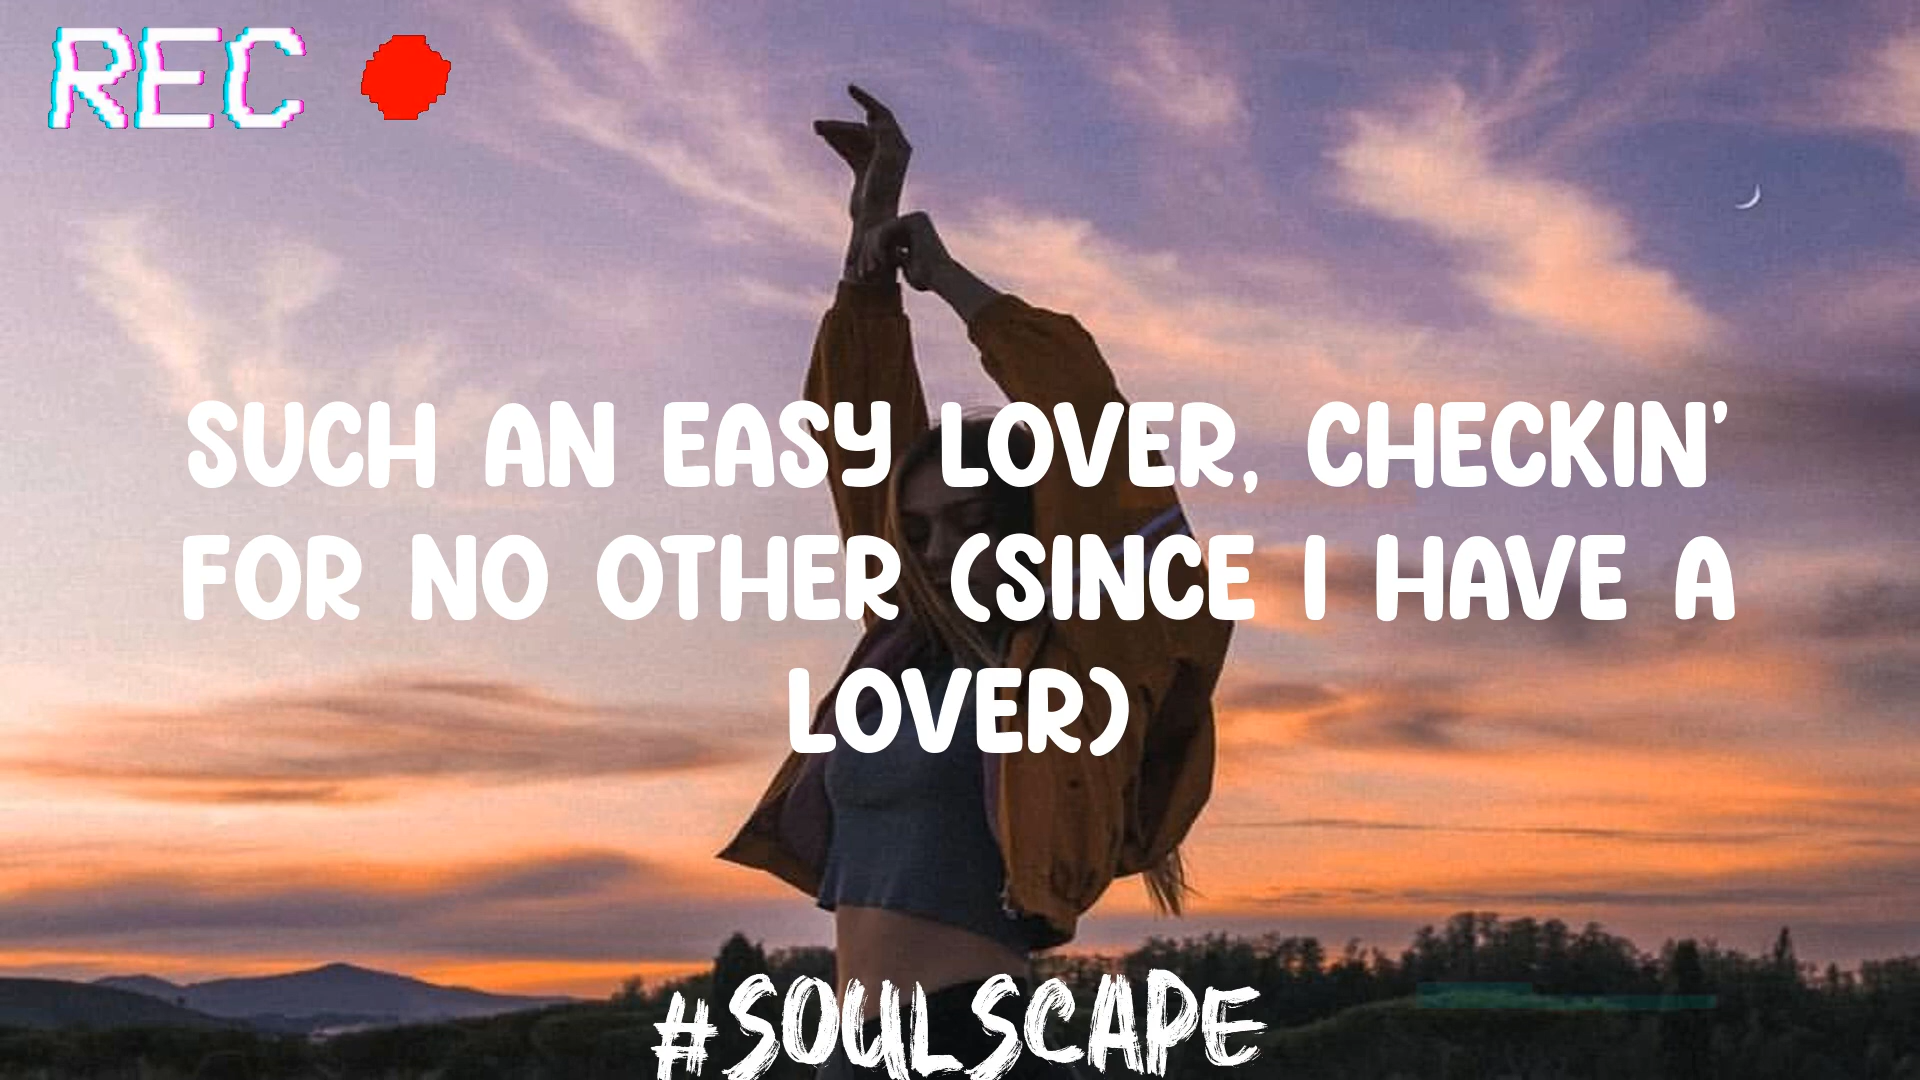 REC
SUCH AN EASY LOVER, CHECKIN'
FOR NO OTHER (SINCE I HAVE A
LOVER)
#SOULSCAPE